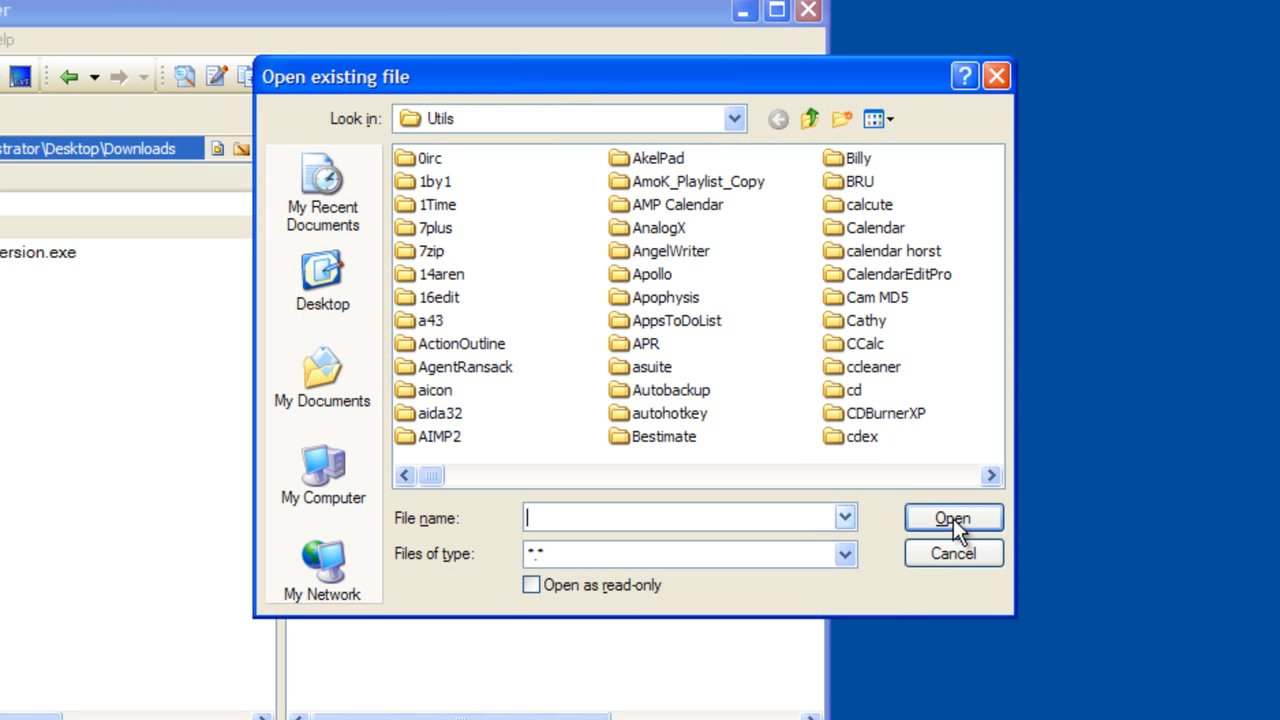 er
elp
Open existing file
Look in:
Utils
strator\Desktop\Downloads
ersion.exe
My Recent
Documents
Desktop
My Documents
My Computer
My Network
0irc
1by1
1Time
7plus
7zip
14aren
16edit
a43
ActionOutline
AgentRansack
aicon
aida32
AIMP2
AkelPad
AmoK_Playlist_Copy
AMP Calendar
AnalogX
AngelWriter
Apollo
Apophysis
AppsToDoList
APR
asuite
Autobackup
autohotkey
Bestimate
Billy
BRU
calcute
Calendar
calendar horst
CalendarEditPro
Cam MD5
Cathy
CCalc
ccleaner
cd
CDBurnerXP
cdex
File name:
Open
Files of type:
*.*
Cancel
Open as read-only